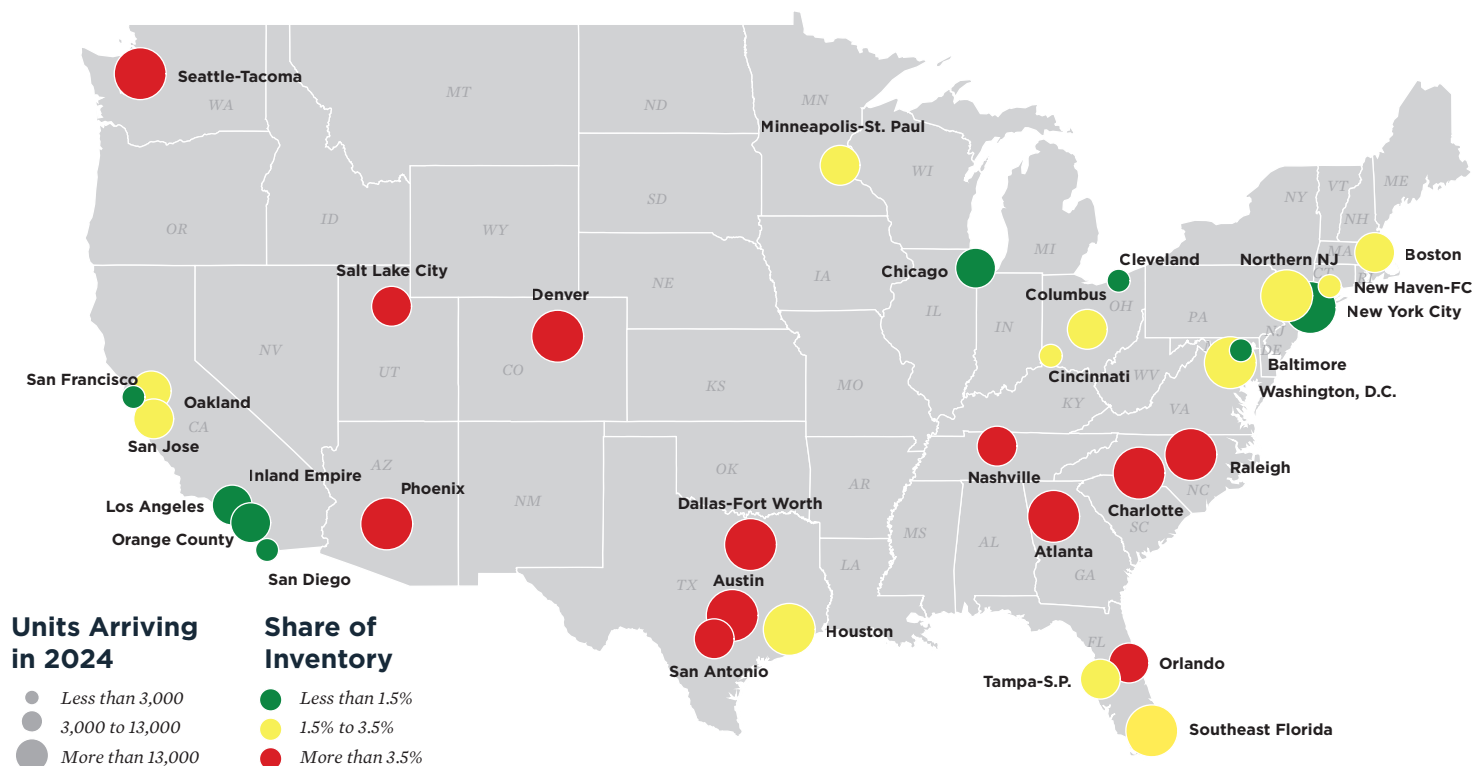 Seattle-Tacoma
WA
MT
ND
MN
Minneapolis-St. Paul
WI
MI
NY
VT
NH
ME
MA
CT
RI
Boston
OR
ID
WY
SD
IA
NE
Salt Lake City
Denver
Chicago
Cleveland
Columbus
OH
Northern NJ
New Haven-FC
New York City
PA
NJ
DE
IL
IN
Cincinnati
Baltimore
Washington, D.C.
WV
VA
KY
NV
UT
CO
KS
MO
San Francisco
Oakland
CA
San Jose
Inland Empire
Los Angeles
Orange County
San Diego
AZ
Phoenix
NM
OK
AR
Nashville
Raleigh
NC
Charlotte
SC
Dallas-Fort Worth
Atlanta
MS
AL
GA
LA
TX
Austin
Houston
San Antonio
FL
Orlando
Tampa-S.P.
Southeast Florida
Units Arriving
in 2024
Less than 3,000
3,000 to 13,000
More than 13,000
Share of
Inventory
Less than 1.5%
1.5% to 3.5%
More than 3.5%